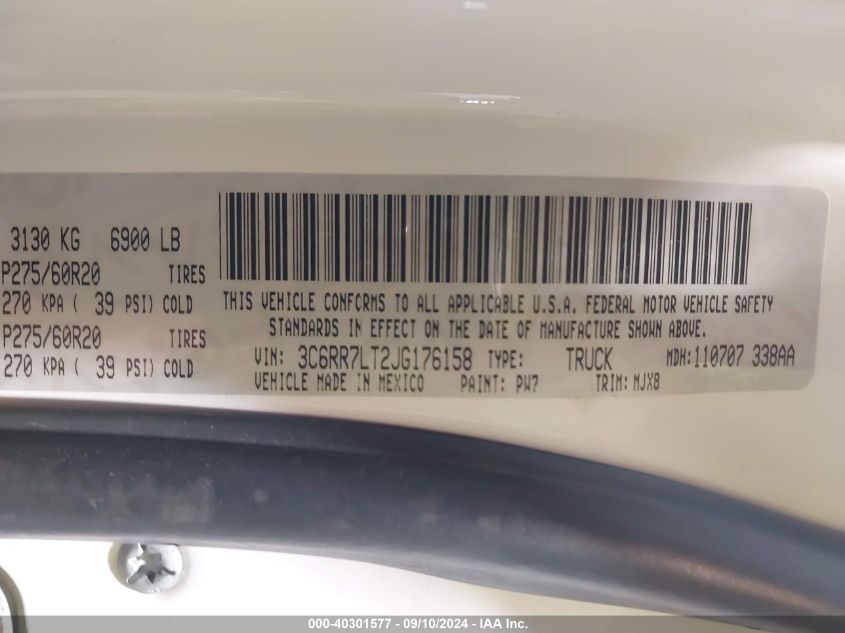 3130 KG 6900 LB
P275/60R20 TIRES
270 KPA ( 39 PSI) COLD
P275/60R20 TIRES
270 KPA ( 39 PSI) COLD
THIS VEHICLE CONFORMS TO ALL APPLICABLE U.S.A. FEDERAL MOTOR VEHICLE SAFETY
STANDARDS IN EFFECT ON THE DATE OF MANUFACTURE SHOWN ABOVE.
VIN: 3C6RR7LT2JG176158 TYPE: TRUCK MDH:110707 338AA
VEHICLE MADE IN MEXICO PAINT: PW7 TRIM: MJX8
000-40301577 - 09/10/2024 - IAA Inc.